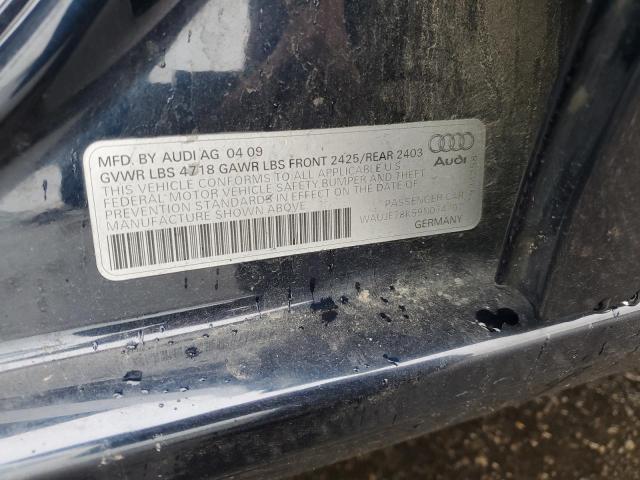 MFD. BY AUDI AG 04 09
GVWR LBS 4718 GAWR LBS FRONT 2425/REAR 2403
THIS VEHICLE CONFORMS TO ALL APPLICABLE U.S.
FEDERAL MOTOR VEHICLE SAFETY BUMPER AND THEFT
PREVENTION STANDARDS IN EFFECT ON THE DATE OF
MANUFACTURE SHOWN ABOVE
Audi
PASSENGER CAR
GERMANY